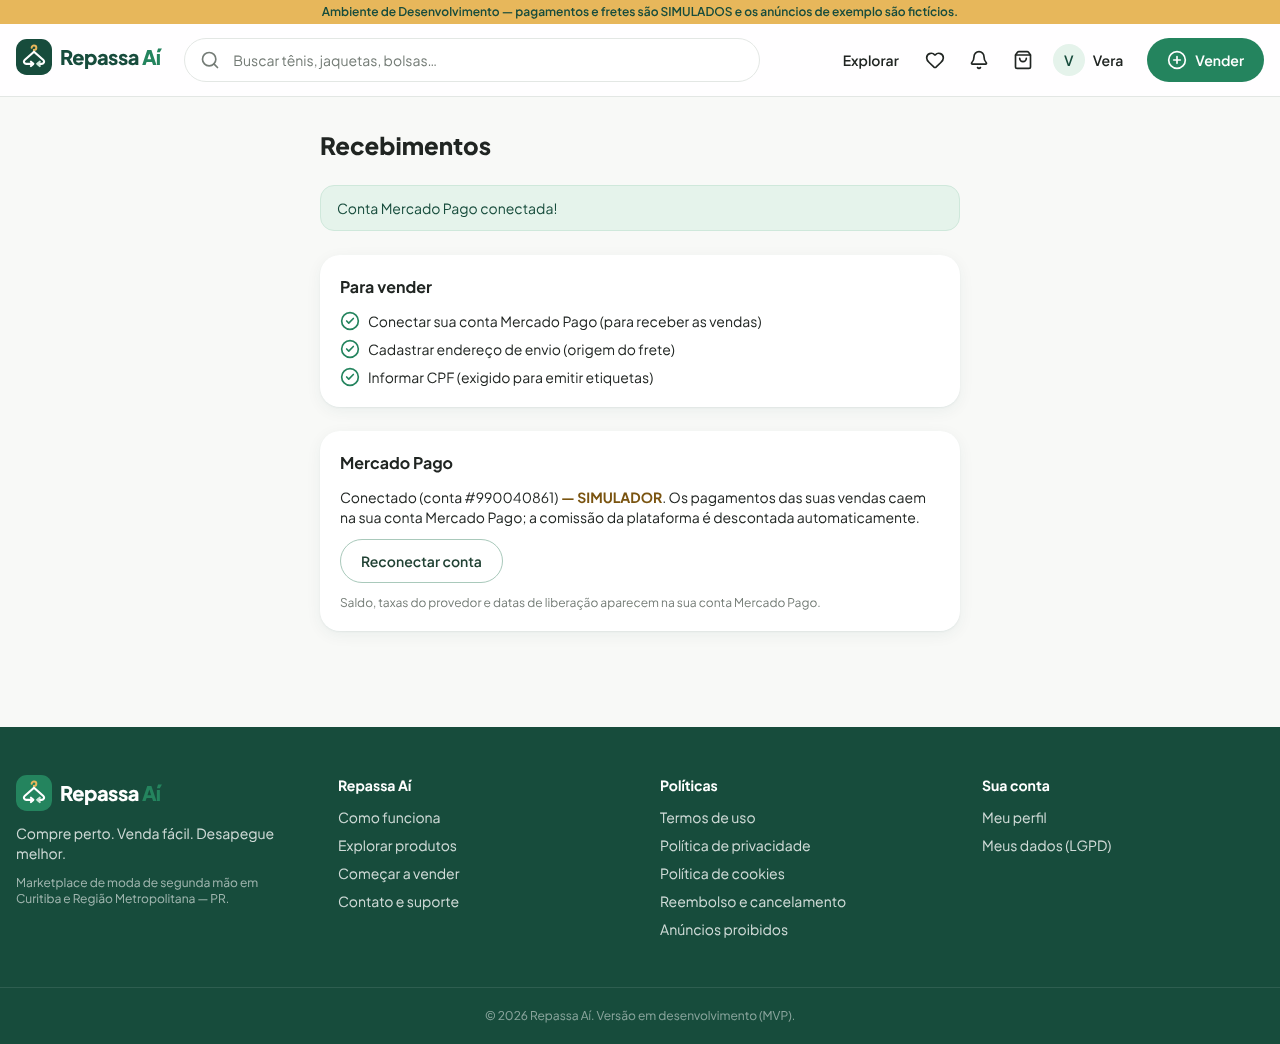 Ambiente de Desenvolvimento — pagamentos e fretes são SIMULADOS e os anúncios de exemplo são fictícios.
Repassa Aí
Buscar tênis, jaquetas, bolsas…
Explorar
V
Vera
Vender
Recebimentos
Conta Mercado Pago conectada!
Para vender
Conectar sua conta Mercado Pago (para receber as vendas)
Cadastrar endereço de envio (origem do frete)
Informar CPF (exigido para emitir etiquetas)
Mercado Pago
Conectado (conta #990040861) — SIMULADOR. Os pagamentos das suas vendas caem
na sua conta Mercado Pago; a comissão da plataforma é descontada automaticamente.
Reconectar conta
Saldo, taxas do provedor e datas de liberação aparecem na sua conta Mercado Pago.
Repassa Aí
Compre perto. Venda fácil. Desapegue
melhor.
Marketplace de moda de segunda mão em
Curitiba e Região Metropolitana — PR.
Repassa Aí
Como funciona
Explorar produtos
Começar a vender
Contato e suporte
Políticas
Termos de uso
Política de privacidade
Política de cookies
Reembolso e cancelamento
Anúncios proibidos
Sua conta
Meu perfil
Meus dados (LGPD)
© 2026 Repassa Aí. Versão em desenvolvimento (MVP).